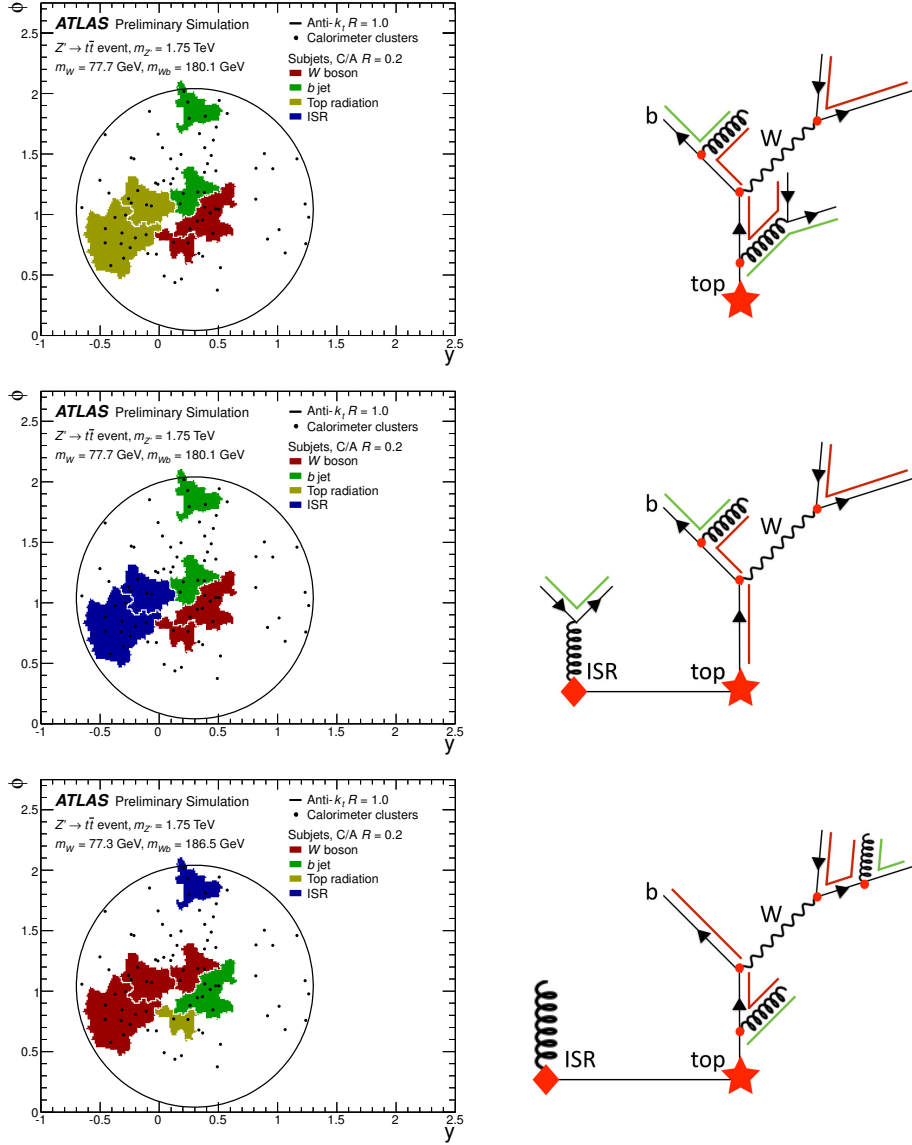 ϕ
2.5
2
1.5
1
0.5
0
-1 -0.5 0 0.5 1 1.5 2 2.5
y
ATLAS Preliminary Simulation
Z' → tt̄ event, m_Z' = 1.75 TeV
m_W = 77.7 GeV, m_Wb = 180.1 GeV
Anti-k_t R = 1.0
Calorimeter clusters
Subjets, C/A R = 0.2
W boson
b jet
Top radiation
ISR
b
W
top
ϕ
2.5
2
1.5
1
0.5
0
-1 -0.5 0 0.5 1 1.5 2 2.5
y
ATLAS Preliminary Simulation
Z' → tt̄ event, m_Z' = 1.75 TeV
m_W = 77.7 GeV, m_Wb = 180.1 GeV
Anti-k_t R = 1.0
Calorimeter clusters
Subjets, C/A R = 0.2
W boson
b jet
Top radiation
ISR
b
W
ISR
top
ϕ
2.5
2
1.5
1
0.5
0
-1 -0.5 0 0.5 1 1.5 2 2.5
y
ATLAS Preliminary Simulation
Z' → tt̄ event, m_Z' = 1.75 TeV
m_W = 77.3 GeV, m_Wb = 186.5 GeV
Anti-k_t R = 1.0
Calorimeter clusters
Subjets, C/A R = 0.2
W boson
b jet
Top radiation
ISR
b
W
ISR
top